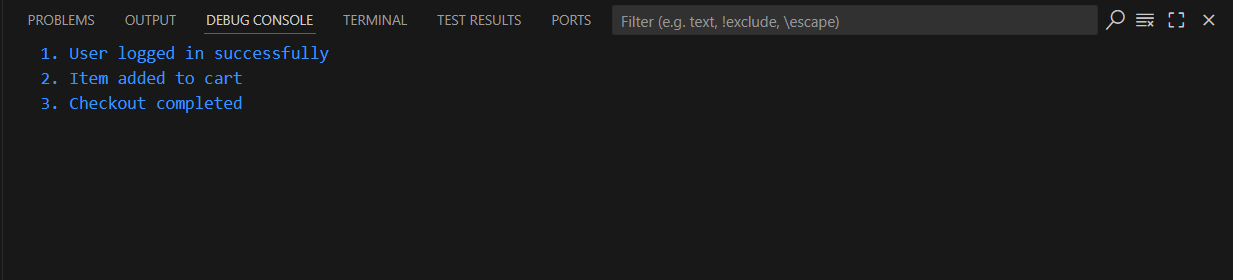 PROBLEMS OUTPUT DEBUG CONSOLE TERMINAL TEST RESULTS PORTS Filter (e.g. text, !exclude, \escape)
1. User logged in successfully
2. Item added to cart
3. Checkout completed